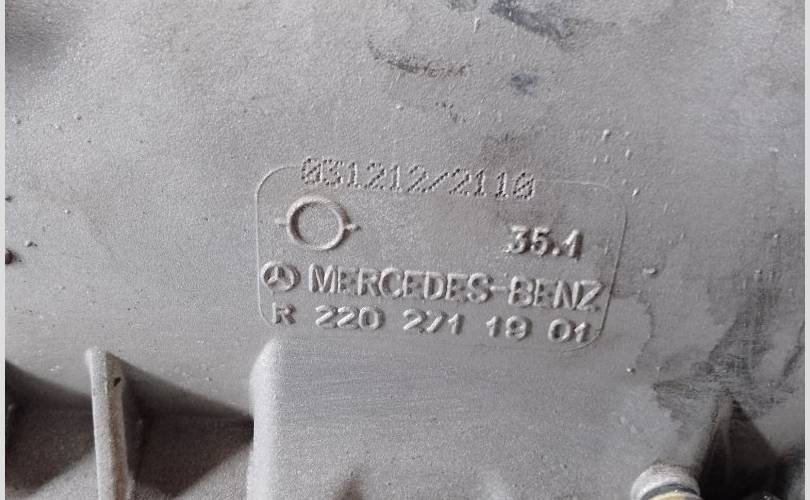 031212/2110
35.1
MERCEDES-BENZ
R 220 271 19 01